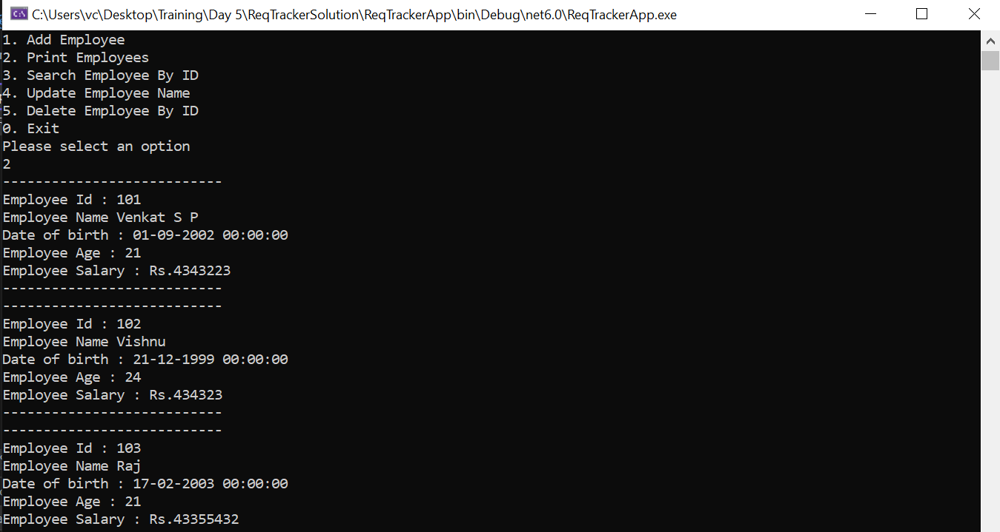 C:\Users\vc\Desktop\Training\Day 5\ReqTrackerSolution\ReqTrackerApp\bin\Debug\net6.0\ReqTrackerApp.exe
1. Add Employee
2. Print Employees
3. Search Employee By ID
4. Update Employee Name
5. Delete Employee By ID
0. Exit
Please select an option
2
---------------------------
Employee Id : 101
Employee Name Venkat S P
Date of birth : 01-09-2002 00:00:00
Employee Age : 21
Employee Salary : Rs.4343223
---------------------------
---------------------------
Employee Id : 102
Employee Name Vishnu
Date of birth : 21-12-1999 00:00:00
Employee Age : 24
Employee Salary : Rs.434323
---------------------------
---------------------------
Employee Id : 103
Employee Name Raj
Date of birth : 17-02-2003 00:00:00
Employee Age : 21
Employee Salary : Rs.43355432